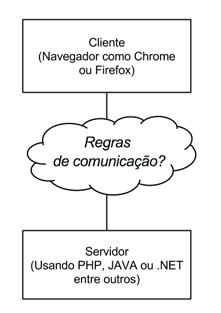 Cliente
(Navegador como Chrome
ou Firefox)
Regras
de comunicação?
Servidor
(Usando PHP, JAVA ou .NET
entre outros)